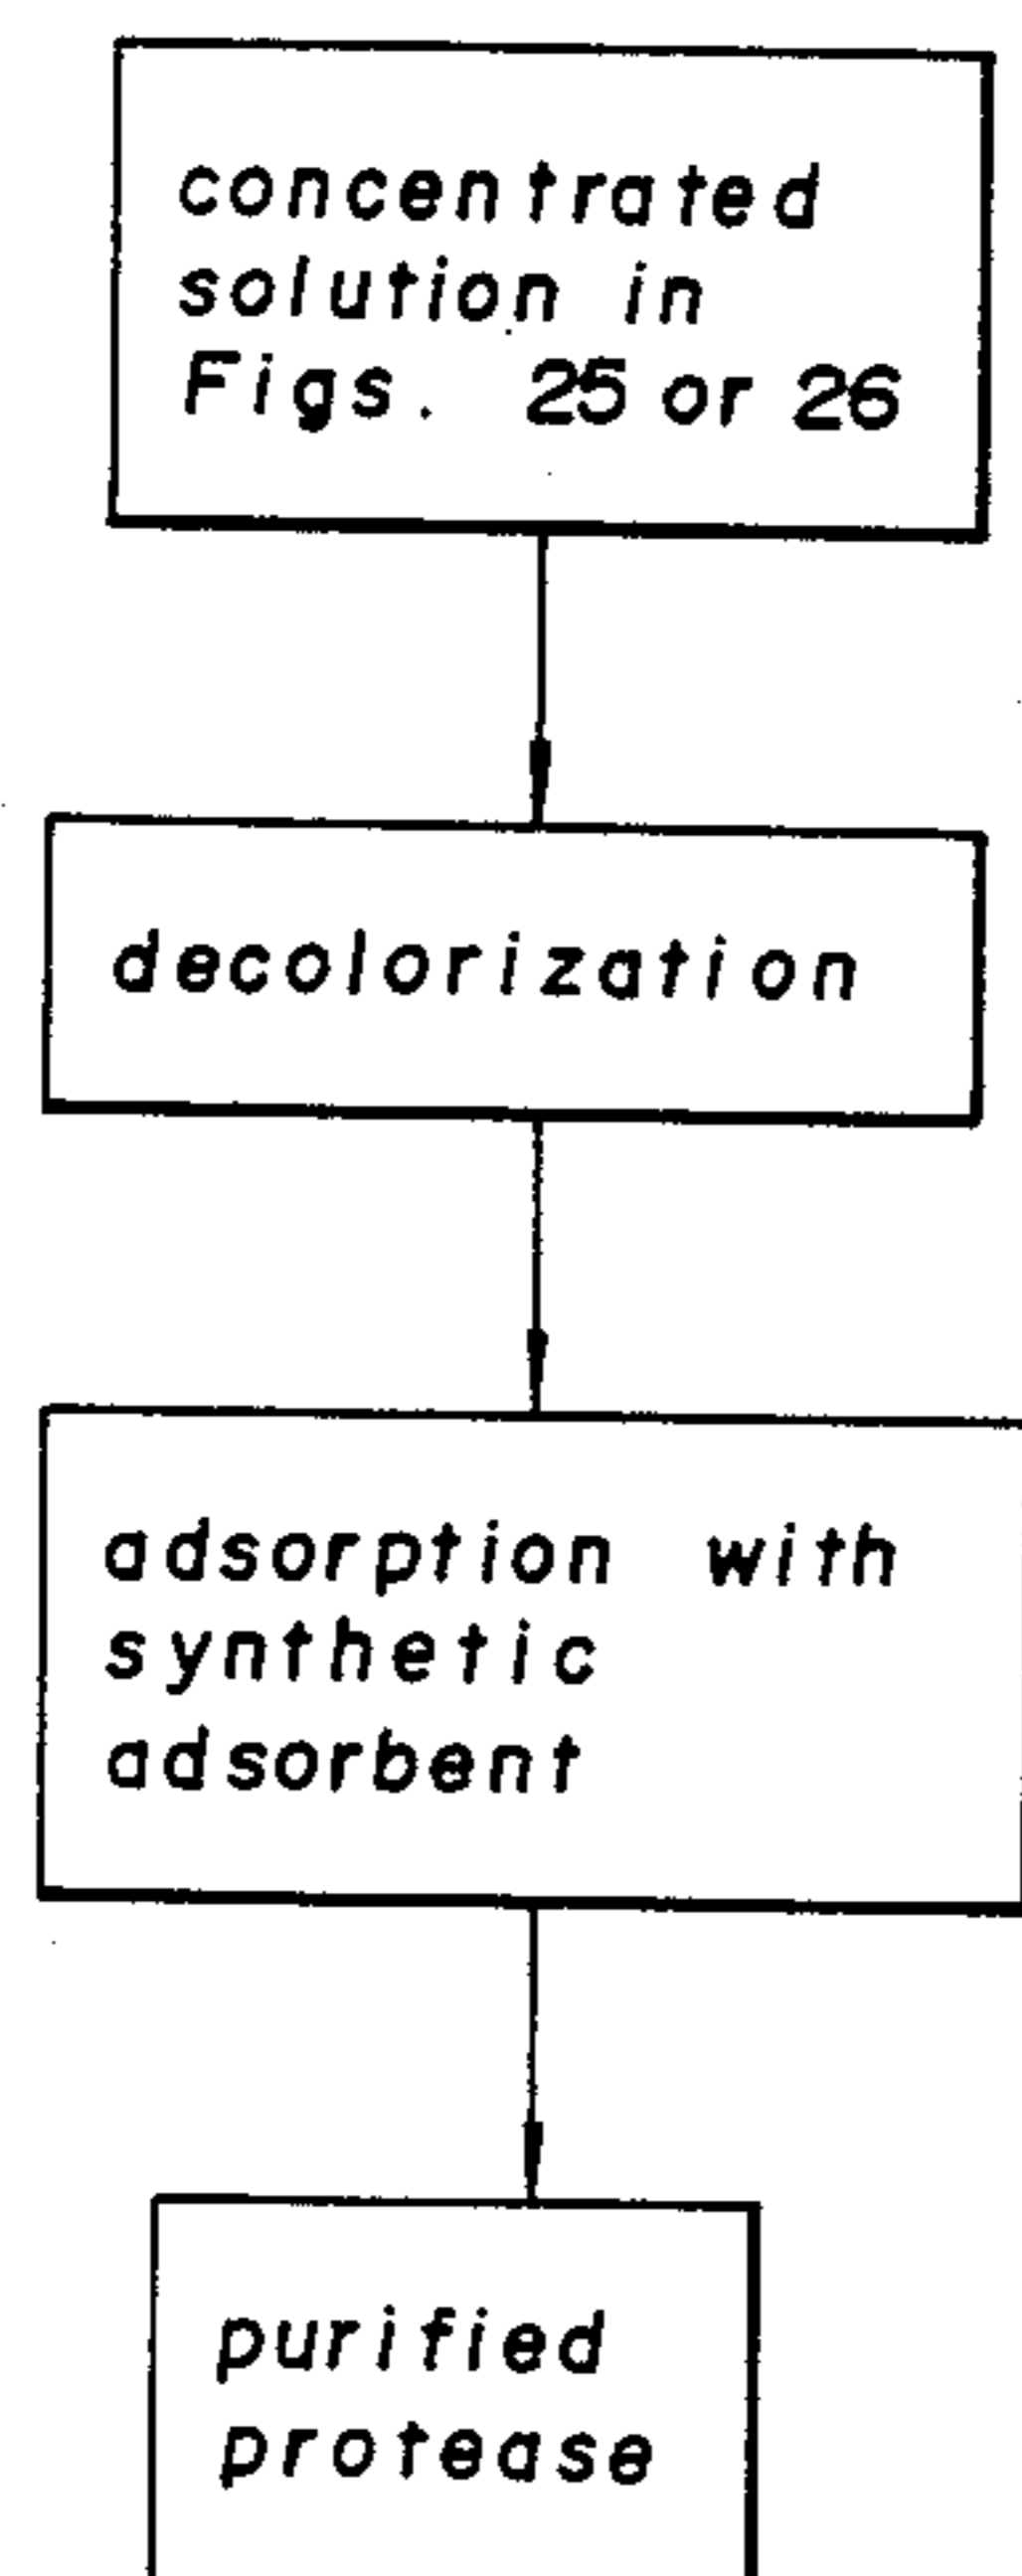 concentrated
solution in
Figs. 25 or 26
decolorization
adsorption with
synthetic
adsorbent
purified
protease